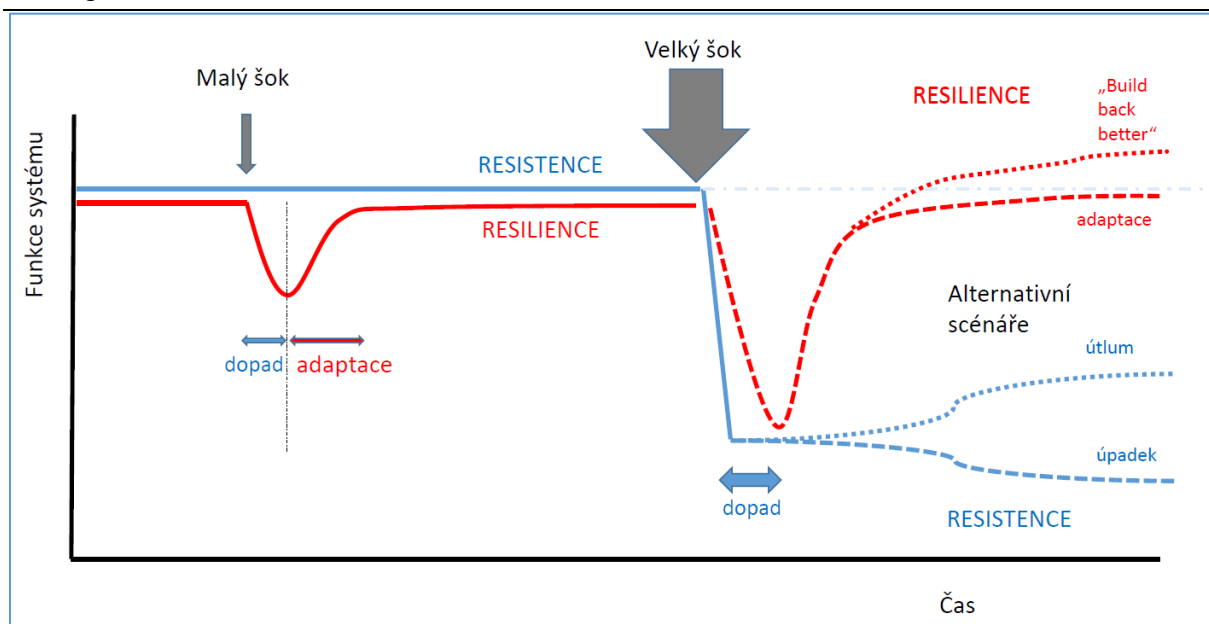 Velký šok
Malý šok
RESILIENCE
„Build
back
better“
Funkce systému
RESISTENCE
RESILIENCE
adaptace
Alternativní
scénáře
útlum
dopad
adaptace
úpadek
dopad
RESISTENCE
Čas